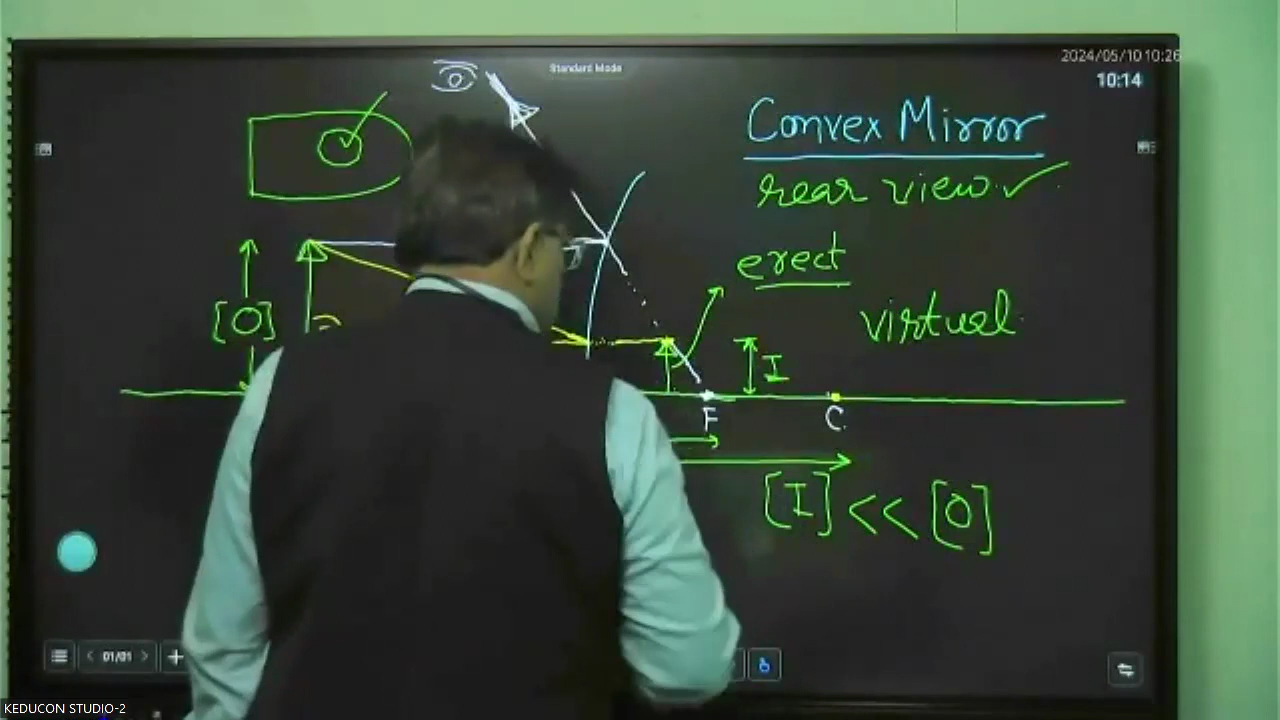 2024/05/10 10:26
Standard Mode
10:14
Convex Mirror
rear view ✓
erect
virtual
[O]
I
F
C
[I] << [O]
01/01
KEDUCON STUDIO-2